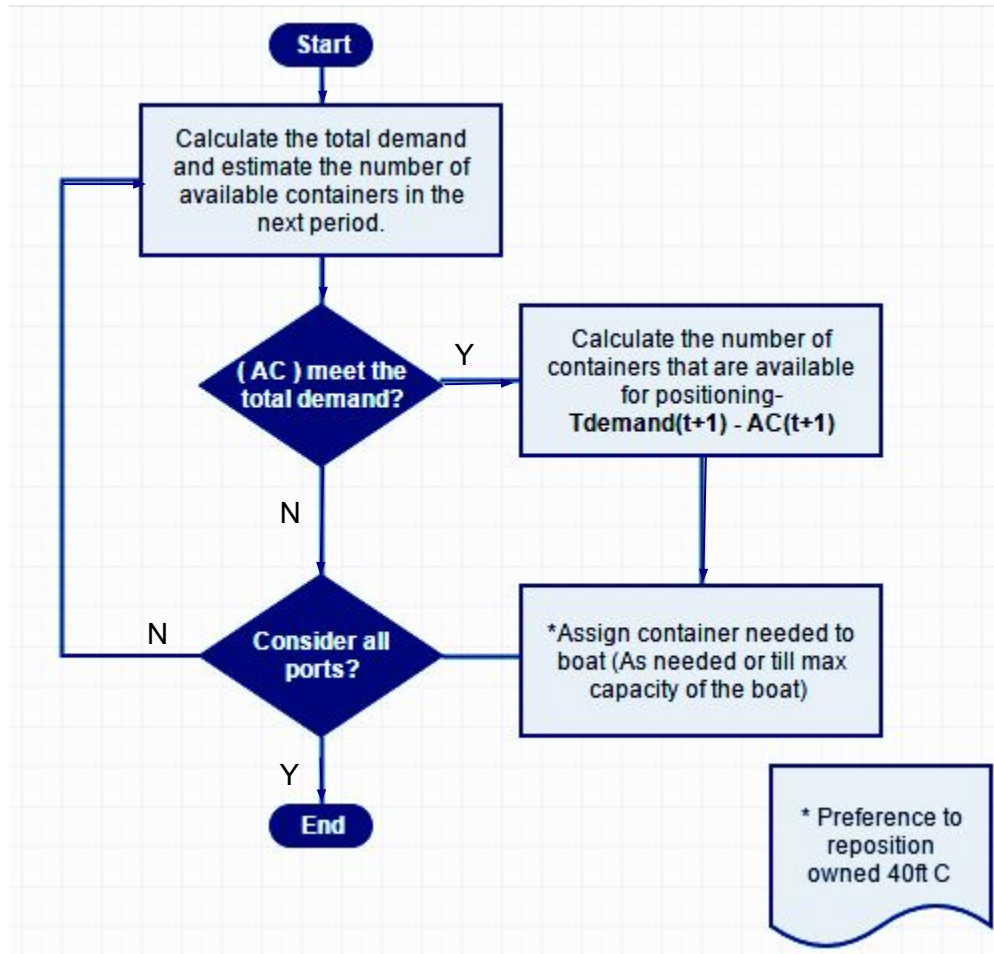 Start
Calculate the total demand
and estimate the number of
available containers in the
next period.
( AC ) meet the
total demand?
Y
Calculate the number of
containers that are available
for positioning-
Tdemand(t+1) - AC(t+1)
N
Consider all
ports?
N
*Assign container needed to
boat (As needed or till max
capacity of the boat)
Y
End
* Preference to
reposition
owned 40ft C